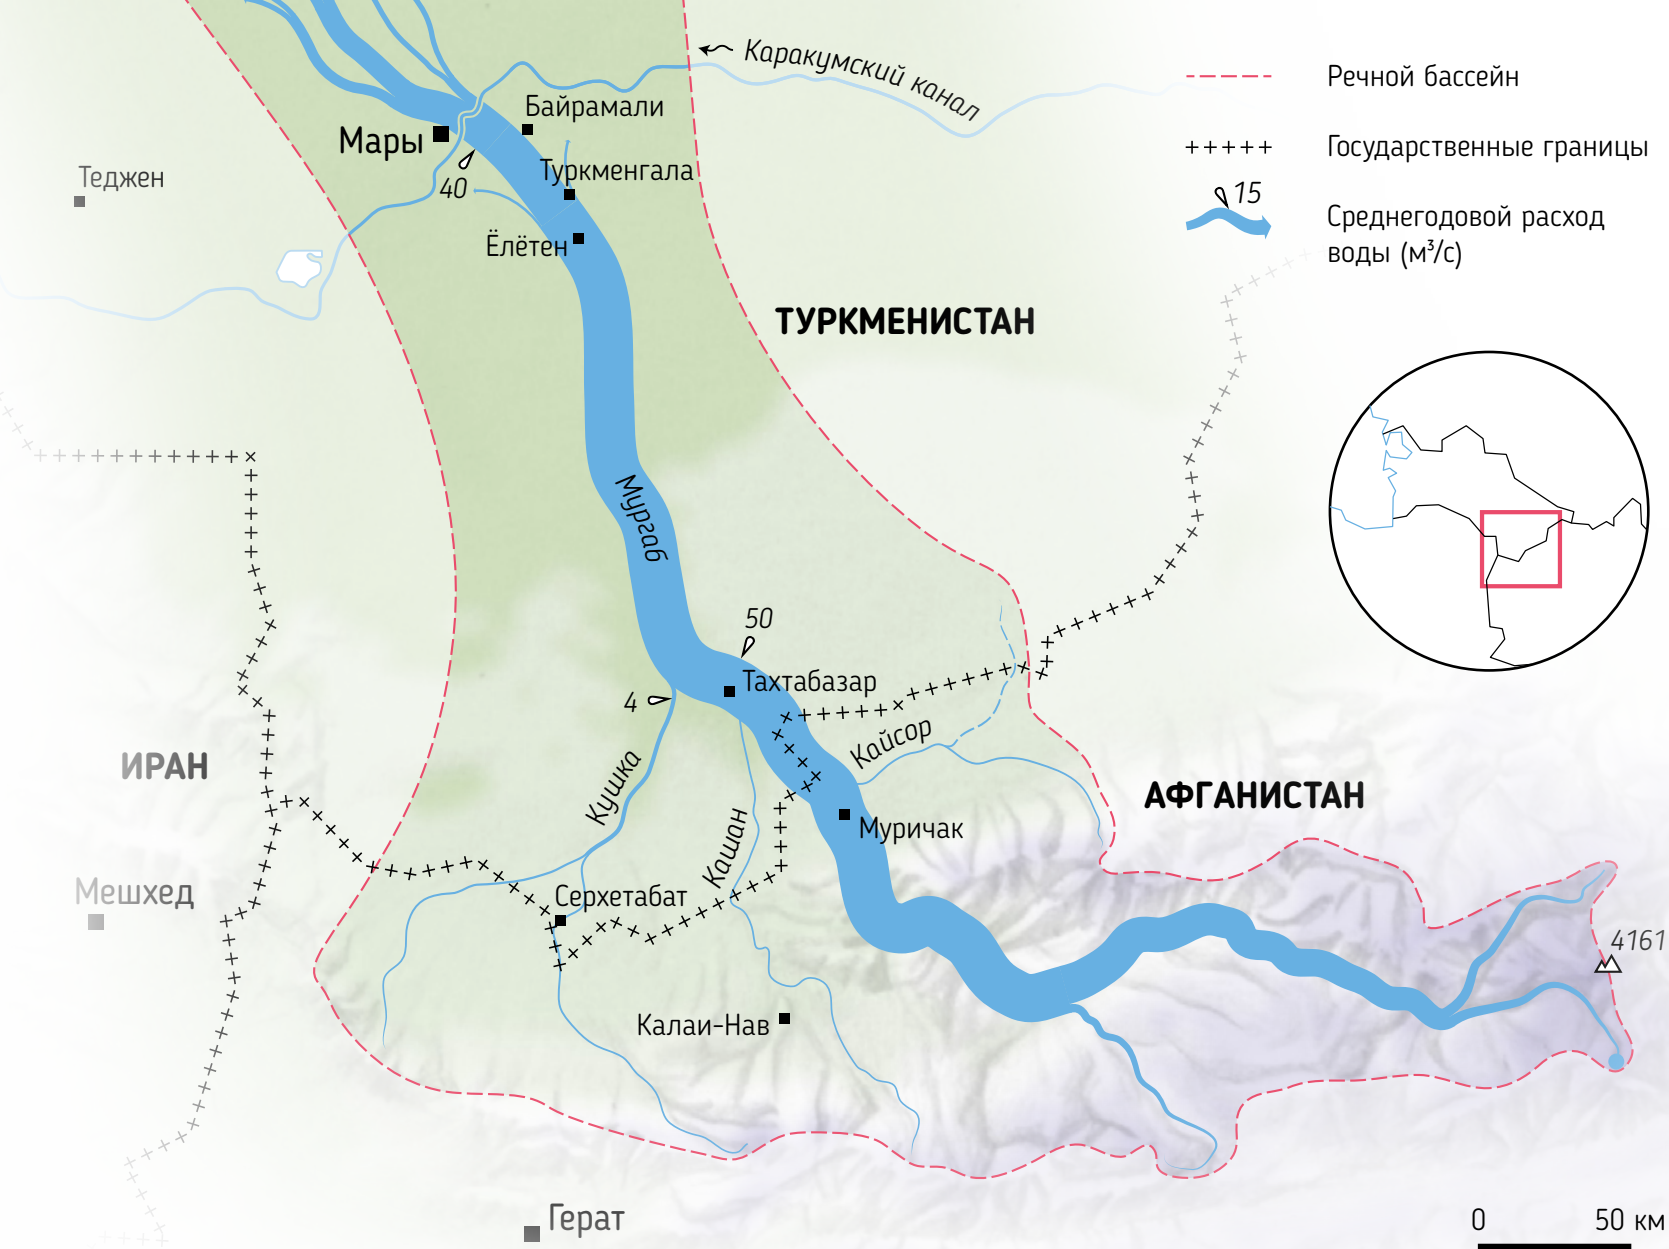 Каракумский канал
Байрамали
Мары
Туркменгала
40
Теджен
Ёлётен
Речной бассейн
Государственные границы
15
Среднегодовой расход
воды (м³/с)
ТУРКМЕНИСТАН
Мургаб
50
Тахтабазар
4
Кайсор
Кушка
Кашан
ИРАН
АФГАНИСТАН
Муричак
Мешхед
Серхетабат
4161
Калаи-Нав
Герат
0 50 км